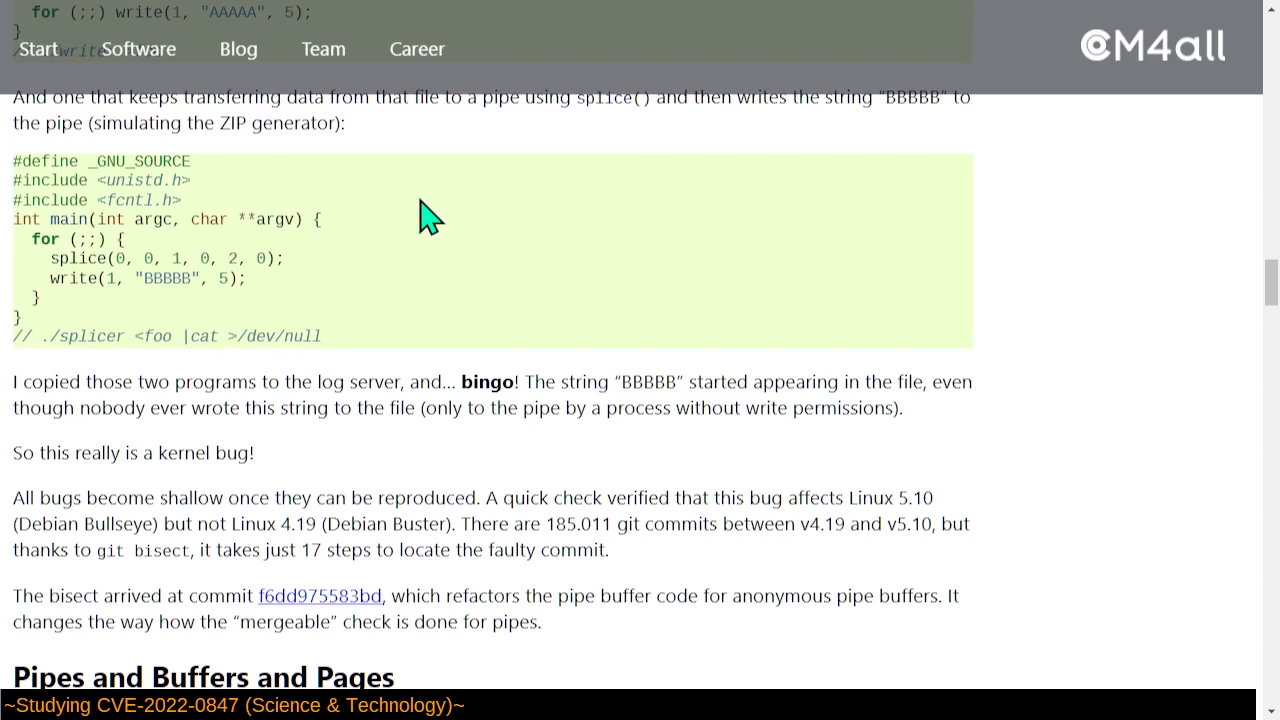 for (;;) write(1, "AAAAA", 5);
}
Start Software Blog Team Career CM4all
And one that keeps transferring data from that file to a pipe using splice() and then writes the string “BBBBB” to
the pipe (simulating the ZIP generator):
#define _GNU_SOURCE
#include <unistd.h>
#include <fcntl.h>
int main(int argc, char **argv) {
for (;;) {
splice(0, 0, 1, 0, 2, 0);
write(1, "BBBBB", 5);
}
}
// ./splicer <foo |cat >/dev/null
I copied those two programs to the log server, and… bingo! The string “BBBBB” started appearing in the file, even
though nobody ever wrote this string to the file (only to the pipe by a process without write permissions).
So this really is a kernel bug!
All bugs become shallow once they can be reproduced. A quick check verified that this bug affects Linux 5.10
(Debian Bullseye) but not Linux 4.19 (Debian Buster). There are 185.011 git commits between v4.19 and v5.10, but
thanks to git bisect, it takes just 17 steps to locate the faulty commit.
The bisect arrived at commit f6dd975583bd, which refactors the pipe buffer code for anonymous pipe buffers. It
changes the way how the “mergeable” check is done for pipes.
Pipes and Buffers and Pages
~Studying CVE-2022-0847 (Science & Technology)~